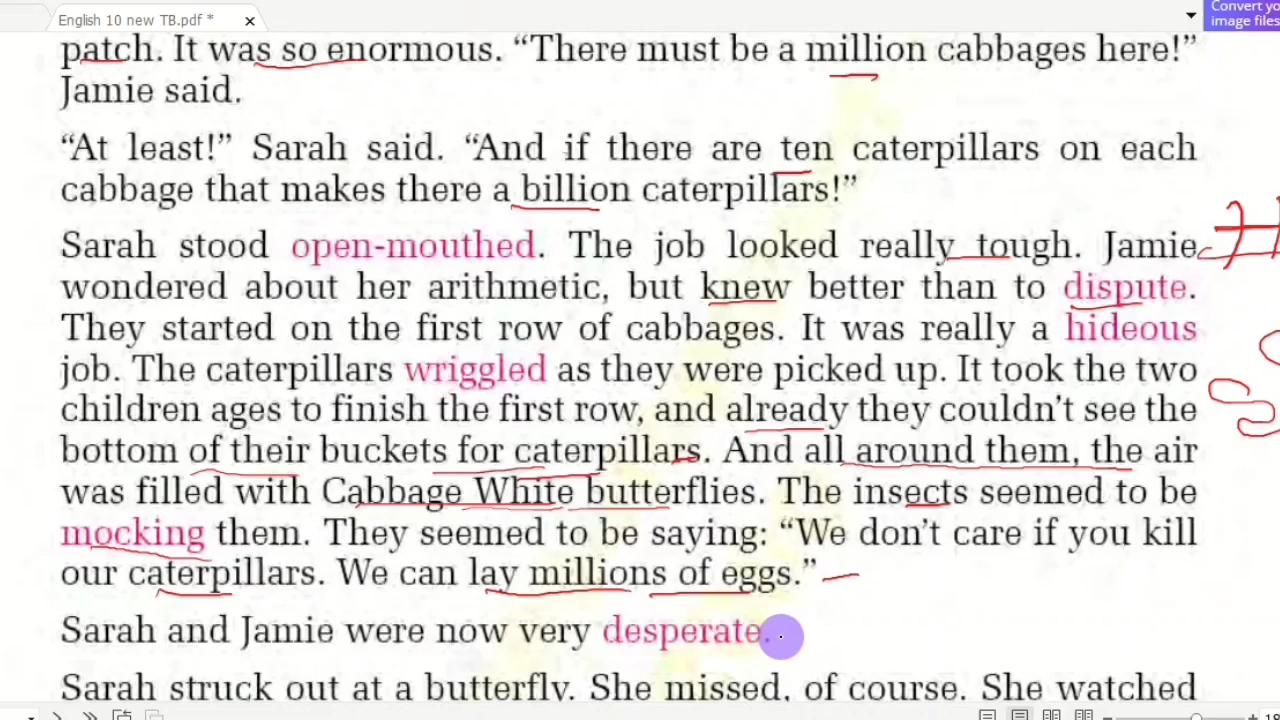 English 10 new TB.pdf *
Convert yo
image files
patch. It was so enormous. “There must be a million cabbages here!”
Jamie said.
“At least!” Sarah said. “And if there are ten caterpillars on each
cabbage that makes there a billion caterpillars!”
Sarah stood open-mouthed. The job looked really tough. Jamie
wondered about her arithmetic, but knew better than to dispute.
They started on the first row of cabbages. It was really a hideous
job. The caterpillars wriggled as they were picked up. It took the two
children ages to finish the first row, and already they couldn’t see the
bottom of their buckets for caterpillars. And all around them, the air
was filled with Cabbage White butterflies. The insects seemed to be
mocking them. They seemed to be saying: “We don’t care if you kill
our caterpillars. We can lay millions of eggs.”
Sarah and Jamie were now very desperate.
Sarah struck out at a butterfly. She missed, of course. She watched